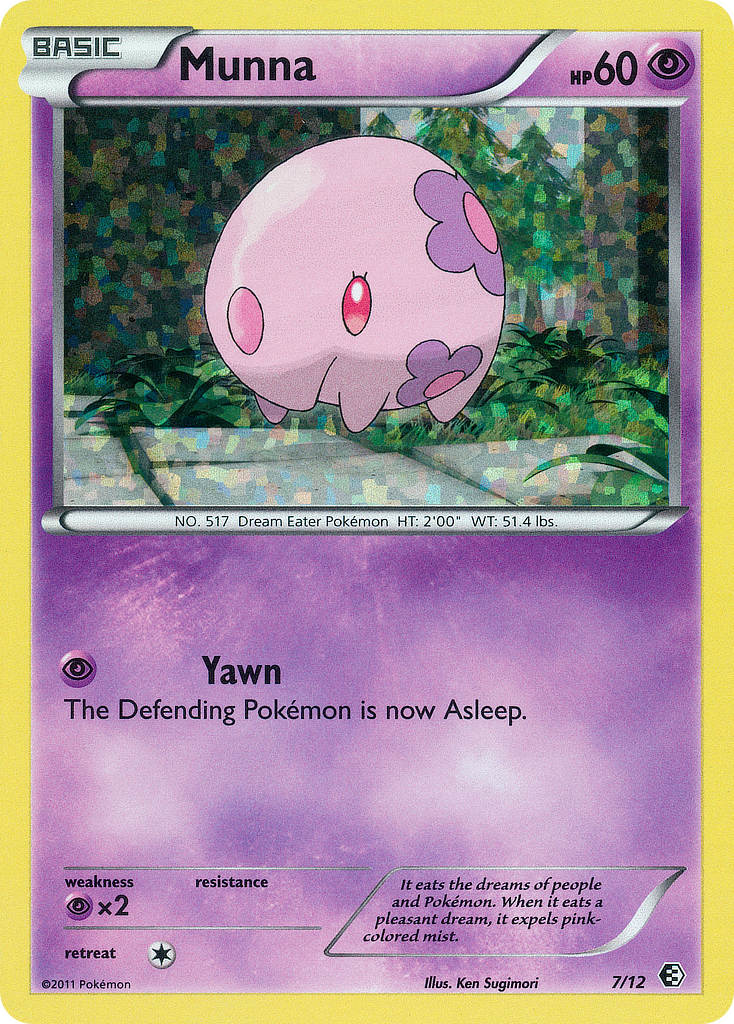 BASIC
Munna
HP60
NO. 517 Dream Eater Pokémon HT: 2'00" WT: 51.4 lbs.
Yawn
The Defending Pokémon is now Asleep.
weakness
resistance
×2
It eats the dreams of people
and Pokémon. When it eats a
pleasant dream, it expels pink-
colored mist.
retreat
©2011 Pokémon
Illus. Ken Sugimori
7/12